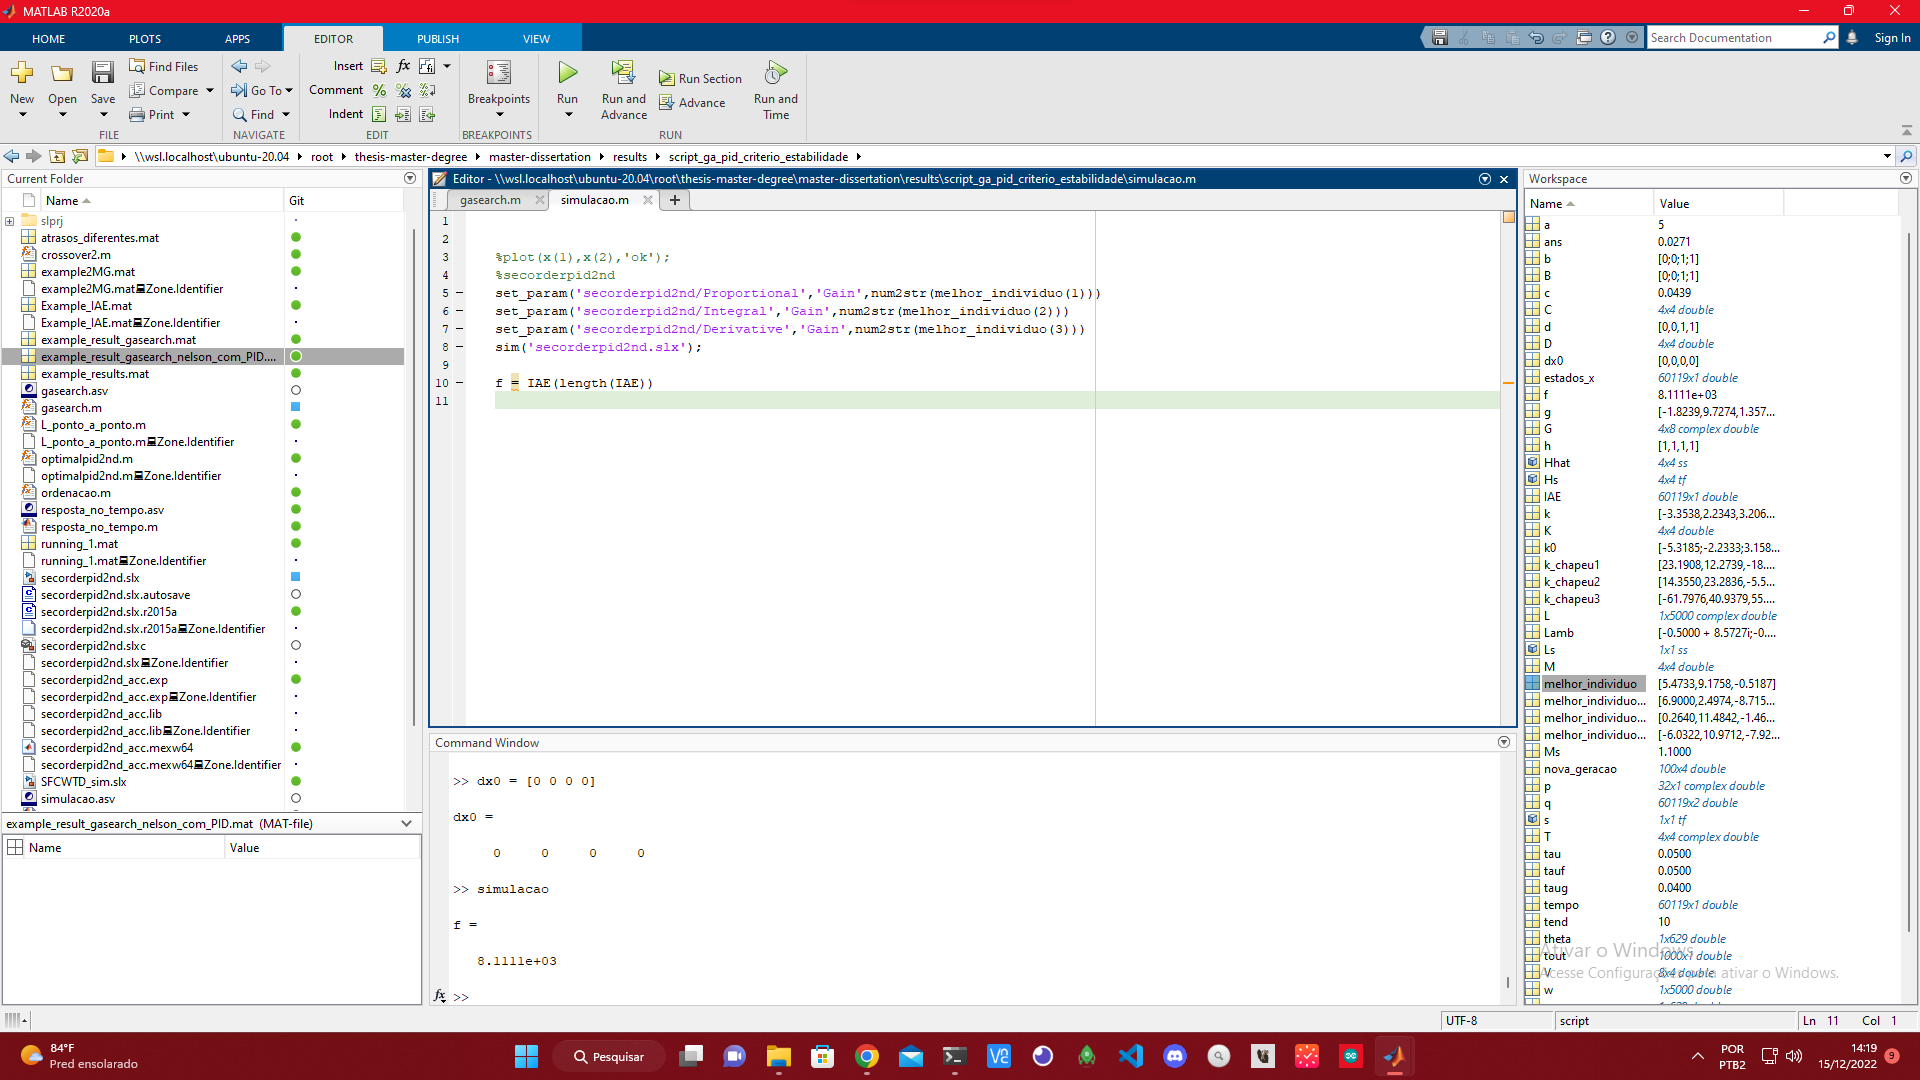 MATLAB R2020a
HOME
PLOTS
APPS
EDITOR
PUBLISH
VIEW
Search Documentation
Sign In
New
Open
Save
Find Files
Compare
Print
Go To
Find
Insert
Comment
Indent
Breakpoints
Run
Run and
Advance
Run Section
Advance
Run and
Time
FILE
NAVIGATE
EDIT
BREAKPOINTS
RUN
\\wsl.localhost\ubuntu-20.04
root
thesis-master-degree
master-dissertation
results
script_ga_pid_criterio_estabilidade
Current Folder
Name
Git
slprj
atrasos_diferentes.mat
crossover2.m
example2MG.mat
example2MG.mat Zone.Identifier
Example_IAE.mat
Example_IAE.mat Zone.Identifier
example_result_gasearch.mat
example_result_gasearch_nelson_com_PID....
example_results.mat
gasearch.asv
gasearch.m
L_ponto_a_ponto.m
L_ponto_a_ponto.m Zone.Identifier
optimalpid2nd.m
optimalpid2nd.m Zone.Identifier
ordenacao.m
resposta_no_tempo.asv
resposta_no_tempo.m
running_1.mat
running_1.mat Zone.Identifier
secorderpid2nd.slx
secorderpid2nd.slx.autosave
secorderpid2nd.slx.r2015a
secorderpid2nd.slx.r2015a Zone.Identifier
secorderpid2nd.slxc
secorderpid2nd.slx Zone.Identifier
secorderpid2nd_acc.exp
secorderpid2nd_acc.exp Zone.Identifier
secorderpid2nd_acc.lib
secorderpid2nd_acc.lib Zone.Identifier
secorderpid2nd_acc.mexw64
secorderpid2nd_acc.mexw64 Zone.Identifier
SFCWTD_sim.slx
simulacao.asv
example_result_gasearch_nelson_com_PID.mat (MAT-file)
Name
Value
Editor - \\wsl.localhost\ubuntu-20.04\root\thesis-master-degree\master-dissertation\results\script_ga_pid_criterio_estabilidade\simulacao.m
gasearch.m
simulacao.m
1
2
3 %plot(x(1),x(2),'ok');
4 %secorderpid2nd
5 set_param('secorderpid2nd/Proportional','Gain',num2str(melhor_individuo(1)))
6 set_param('secorderpid2nd/Integral','Gain',num2str(melhor_individuo(2)))
7 set_param('secorderpid2nd/Derivative','Gain',num2str(melhor_individuo(3)))
8 sim('secorderpid2nd.slx');
9
10 f = IAE(length(IAE))
11
Command Window
>> dx0 = [0 0 0 0]
dx0 =
0 0 0 0
>> simulacao
f =
8.1111e+03
fx >>
Workspace
Name Value
a 5
ans 0.0271
b [0;0;1;1]
B [0;0;1;1]
c 0.0439
C 4x4 double
d [0,0,1,1]
D 4x4 double
dx0 [0,0,0,0]
estados_x 60119x1 double
f 8.1111e+03
g [-1.8239,9.7274,1.357...
G 4x8 complex double
h [1,1,1,1]
Hhat 4x4 ss
Hs 4x4 tf
IAE 60119x1 double
k [-3.3538,2.2343,3.206...
K 4x4 double
k0 [-5.3185;-2.2333;3.158...
k_chapeu1 [23.1908,12.2739,-18....
k_chapeu2 [14.3550,23.2836,-5.5...
k_chapeu3 [-61.7976,40.9379,55....
L 1x5000 complex double
Lamb [-0.5000 + 8.5727i;-0....
Ls 1x1 ss
M 4x4 double
melhor_individuo [5.4733,9.1758,-0.5187]
melhor_individuo... [6.9000,2.4974,-8.715...
melhor_individuo... [0.2640,11.4842,-1.46...
melhor_individuo... [-6.0322,10.9712,-7.92...
Ms 1.1000
nova_geracao 100x4 double
p 32x1 complex double
q 60119x2 double
s 1x1 tf
T 4x4 complex double
tau 0.0500
tauf 0.0500
taug 0.0400
tempo 60119x1 double
tend 10
theta 1x629 double
tout 1000x1 double
V 8x4 double
w 1x5000 double
Ativar o Windows
Acesse Configurações para ativar o Windows.
UTF-8
script
Ln 11 Col 1
84°F
Pred ensolarado
Pesquisar
POR
PTB2
14:19
15/12/2022
9